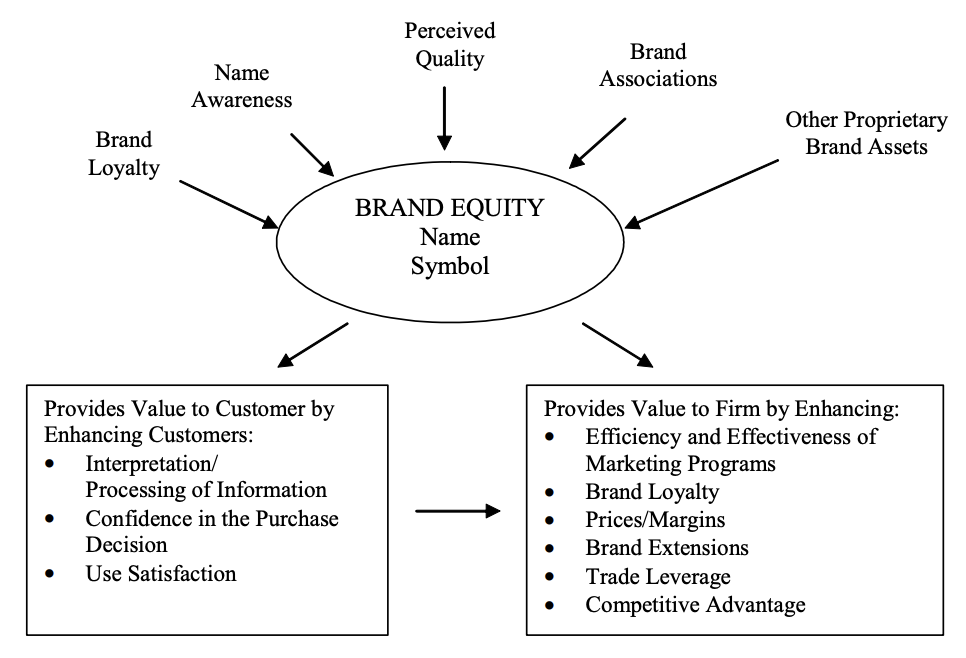 Perceived
Quality
Brand
Associations
Name
Awareness
Other Proprietary
Brand Assets
Brand
Loyalty
BRAND EQUITY
Name
Symbol
Provides Value to Customer by
Enhancing Customers:
• Interpretation/
Processing of Information
• Confidence in the Purchase
Decision
• Use Satisfaction
Provides Value to Firm by Enhancing:
• Efficiency and Effectiveness of
Marketing Programs
• Brand Loyalty
• Prices/Margins
• Brand Extensions
• Trade Leverage
• Competitive Advantage